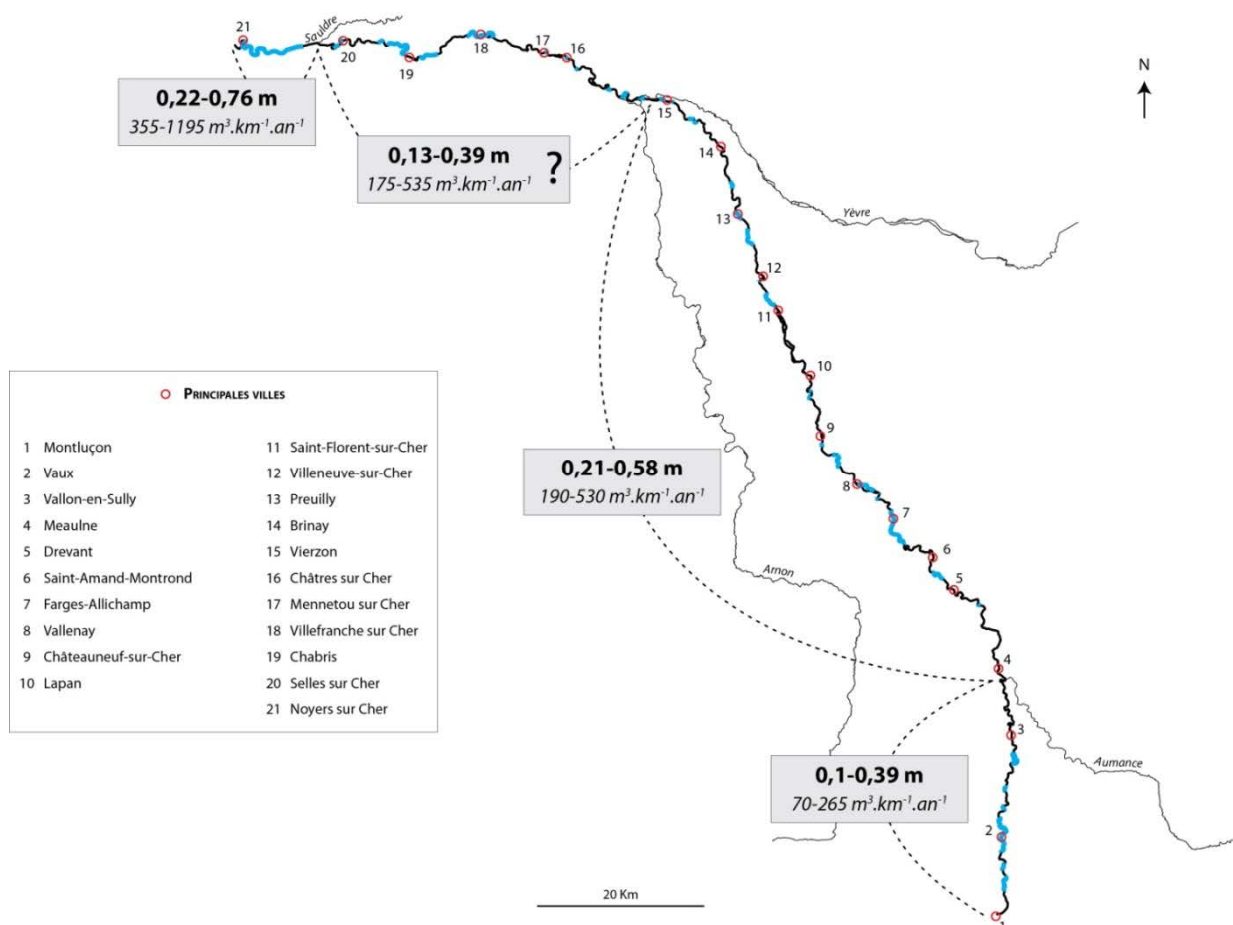 21
Sauldre
20
19
18
17
16
15
N
0,22-0,76 m
355-1195 m³.km⁻¹.an⁻¹
0,13-0,39 m
175-535 m³.km⁻¹.an⁻¹
?
14
13
Yèvre
12
11
10
9
PRINCIPALES VILLES
1 Montluçon
2 Vaux
3 Vallon-en-Sully
4 Meaulne
5 Drevant
6 Saint-Amand-Montrond
7 Farges-Allichamp
8 Vallenay
9 Châteauneuf-sur-Cher
10 Lapan
11 Saint-Florent-sur-Cher
12 Villeneuve-sur-Cher
13 Preuilly
14 Brinay
15 Vierzon
16 Châtres sur Cher
17 Mennetou sur Cher
18 Villefranche sur Cher
19 Chabris
20 Selles sur Cher
21 Noyers sur Cher
0,21-0,58 m
190-530 m³.km⁻¹.an⁻¹
8
7
6
5
Arnon
4
3
Aumance
0,1-0,39 m
70-265 m³.km⁻¹.an⁻¹
2
20 Km